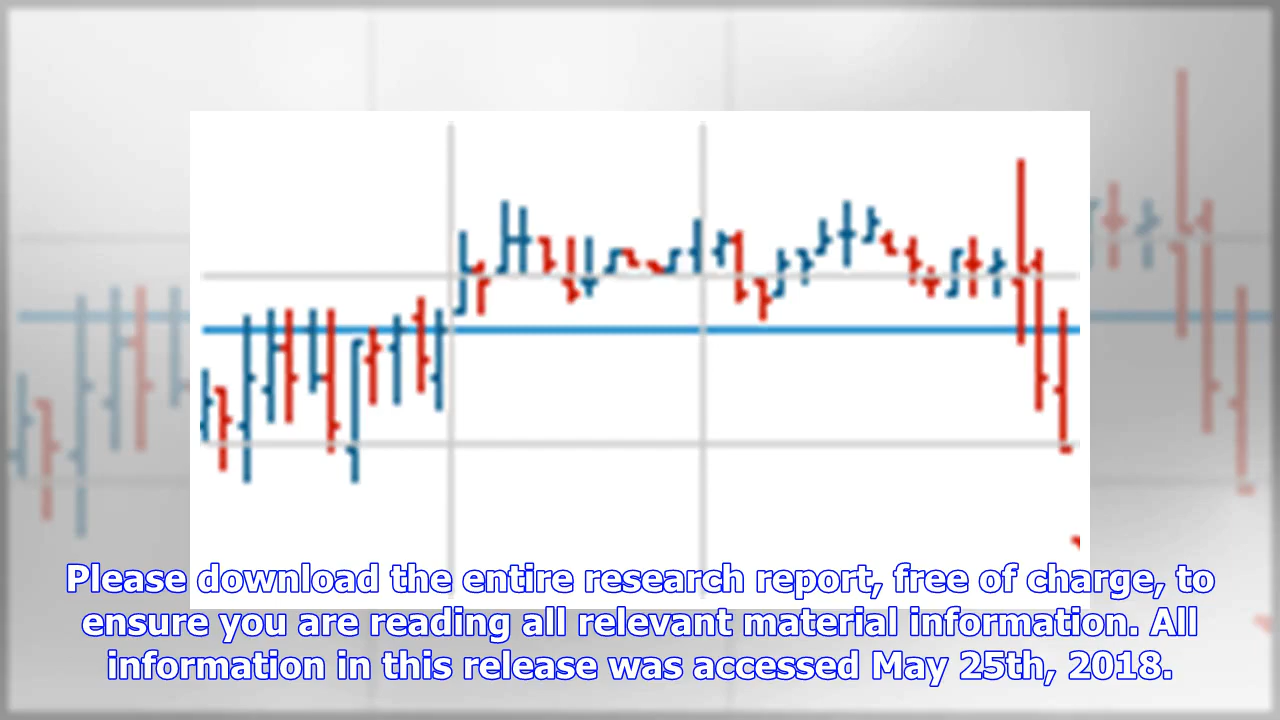 Please download the entire research report, free of charge, to
ensure you are reading all relevant material information. All
information in this release was accessed May 25th, 2018.